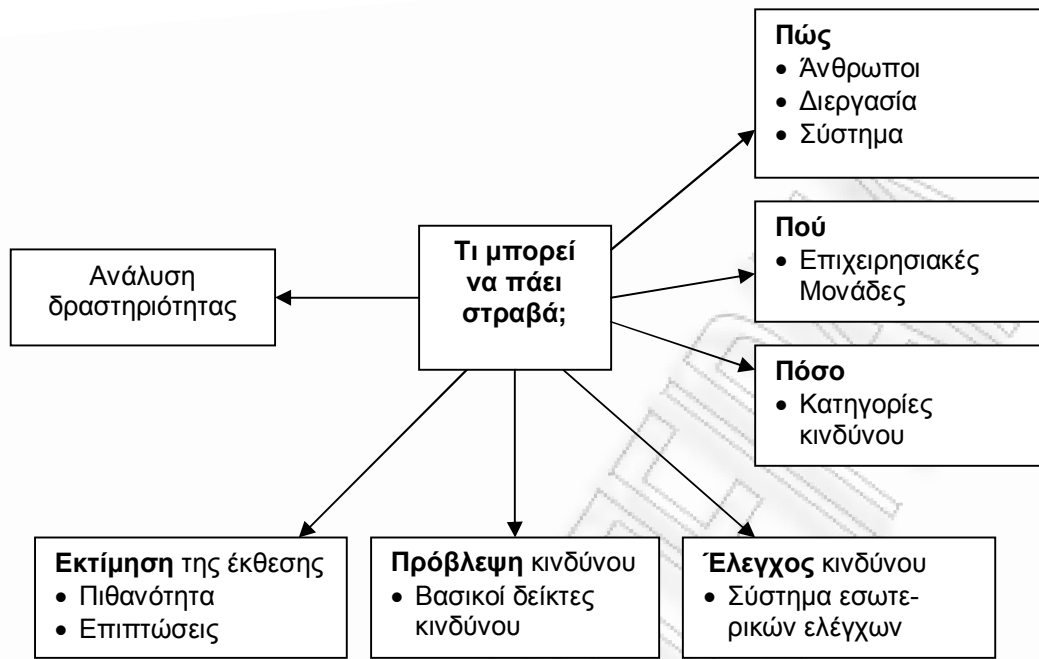 Πώς
• Άνθρωποι
• Διεργασία
• Σύστημα
Τι μπορεί
να πάει
στραβά;
Πού
• Επιχειρησιακές
Μονάδες
Ανάλυση
δραστηριότητας
Πόσο
• Κατηγορίες
κινδύνου
Εκτίμηση της έκθεσης
• Πιθανότητα
• Επιπτώσεις
Πρόβλεψη κινδύνου
• Βασικοί δείκτες
κινδύνου
Έλεγχος κινδύνου
• Σύστημα εσωτε-
ρικών ελέγχων